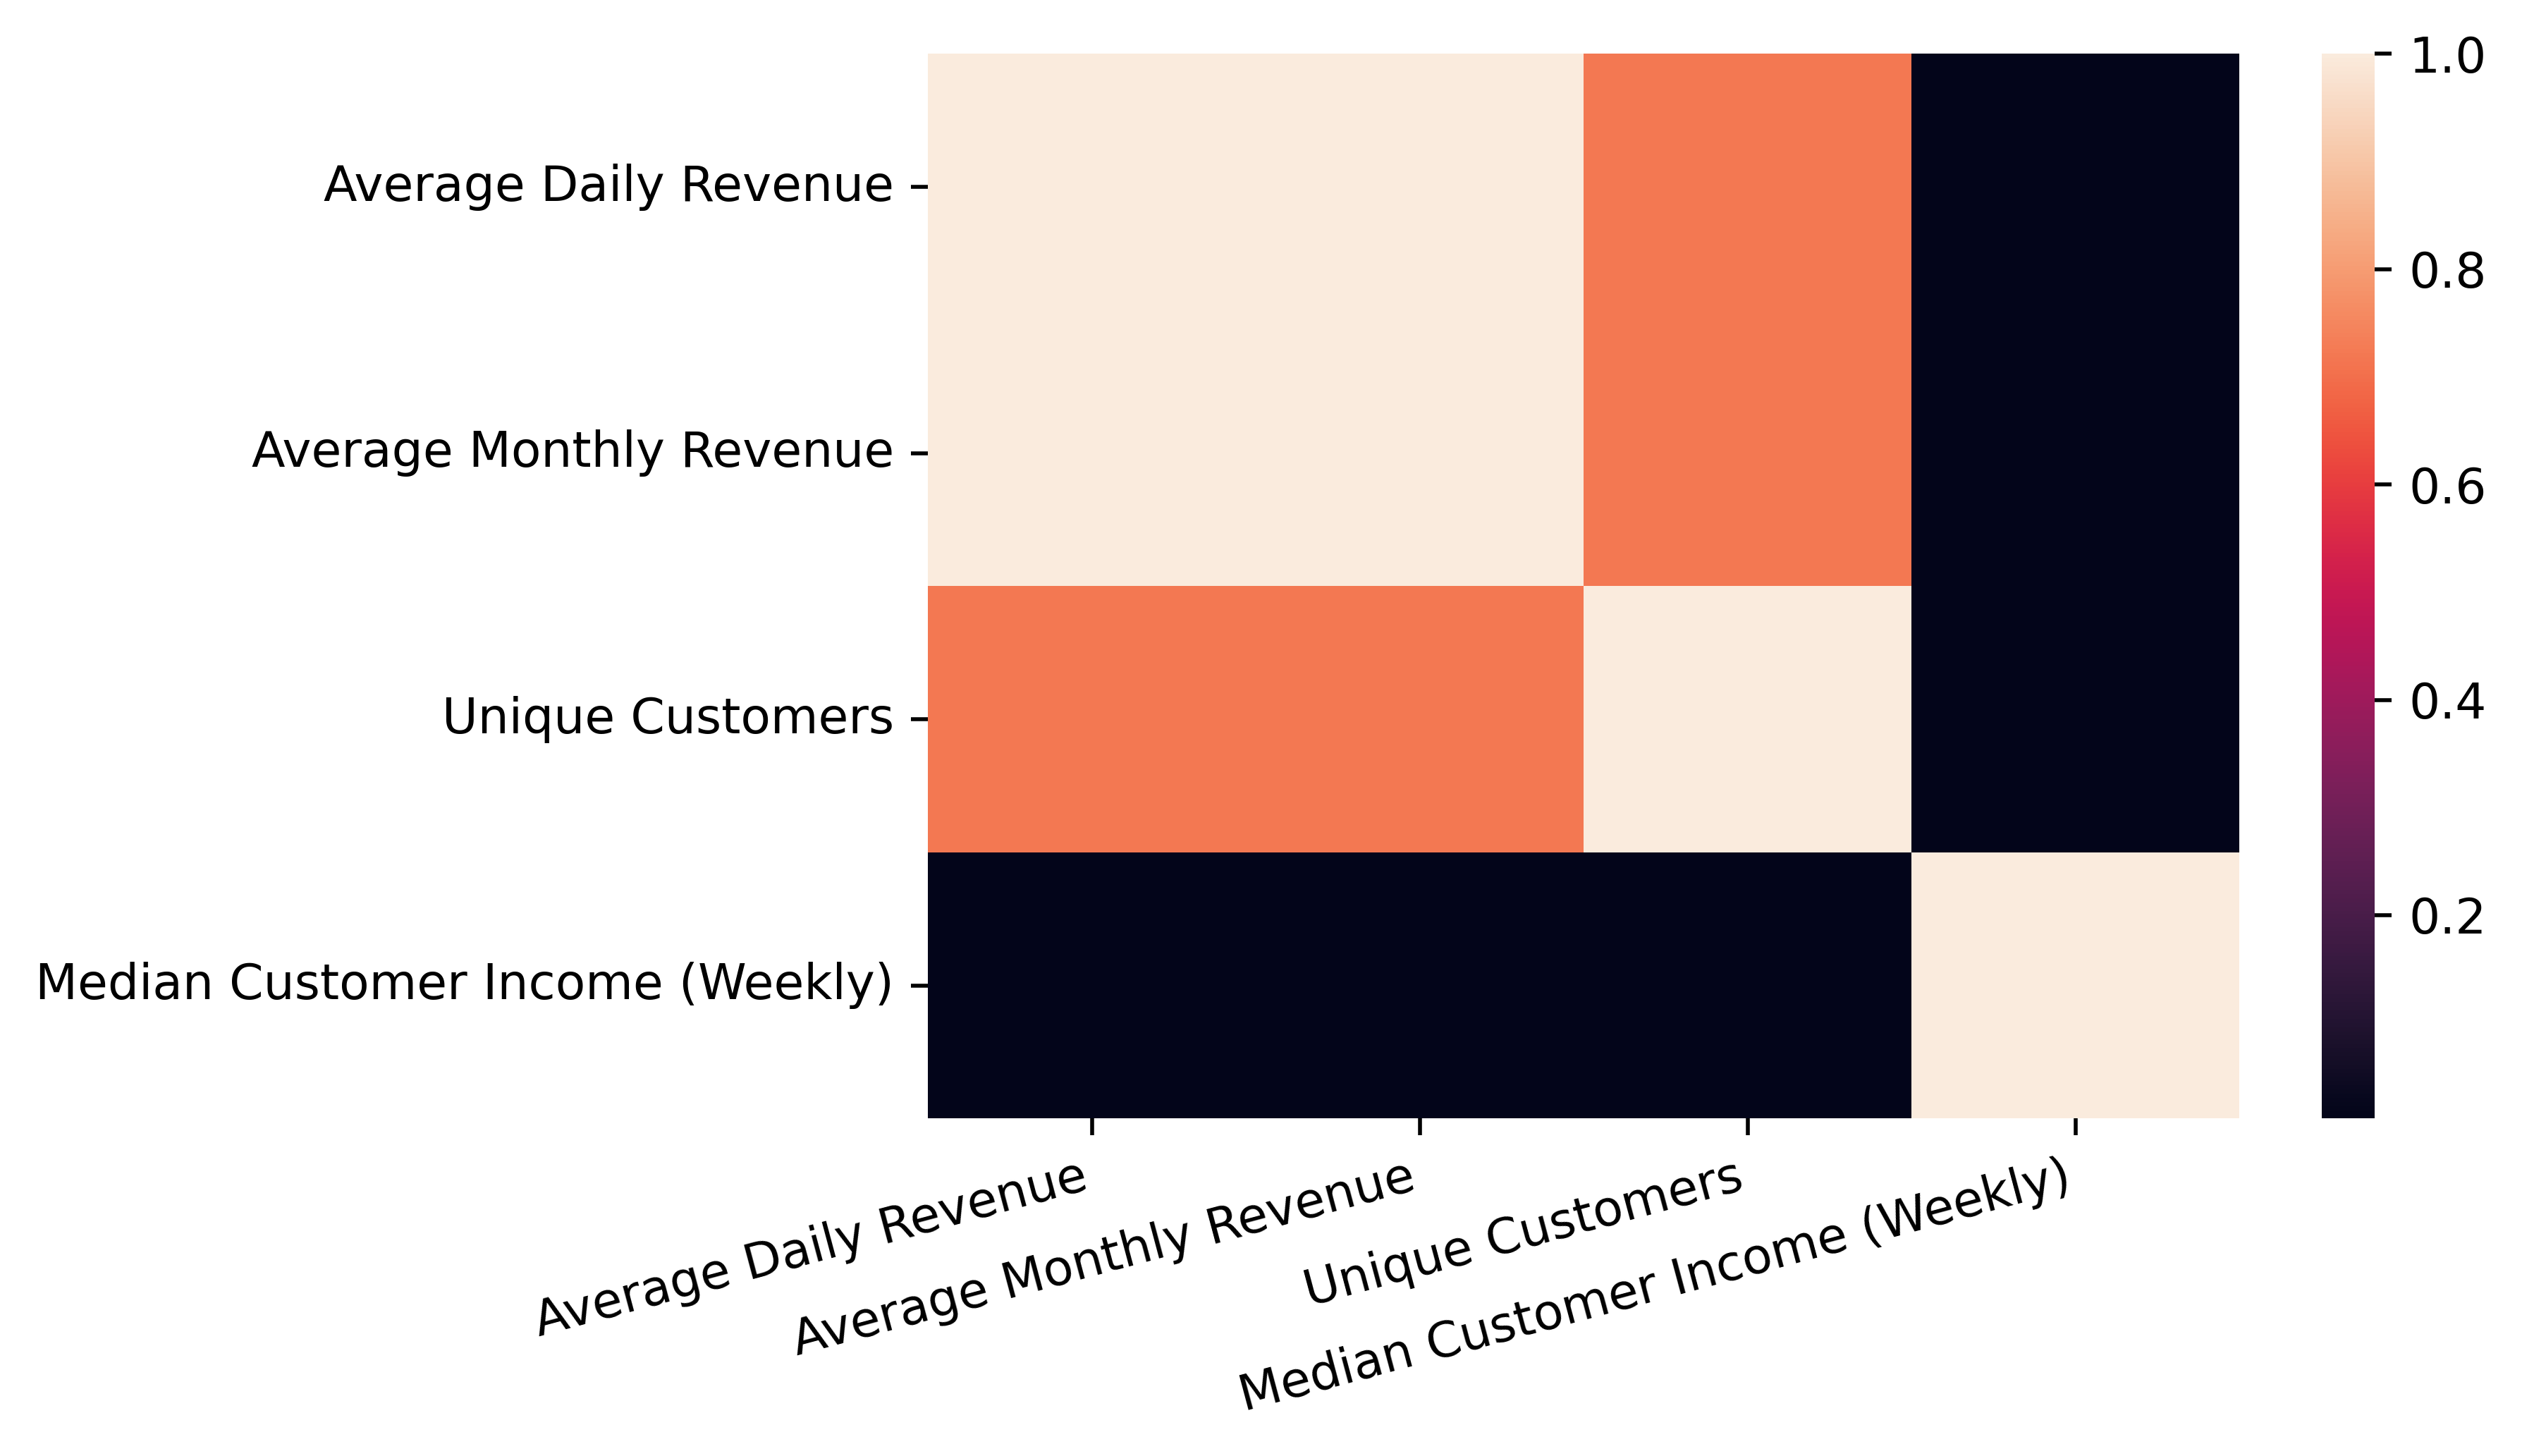 Average Daily Revenue
Average Monthly Revenue
Unique Customers
Median Customer Income (Weekly)
1.0
0.8
0.6
0.4
0.2
Average Daily Revenue
Average Monthly Revenue
Unique Customers
Median Customer Income (Weekly)